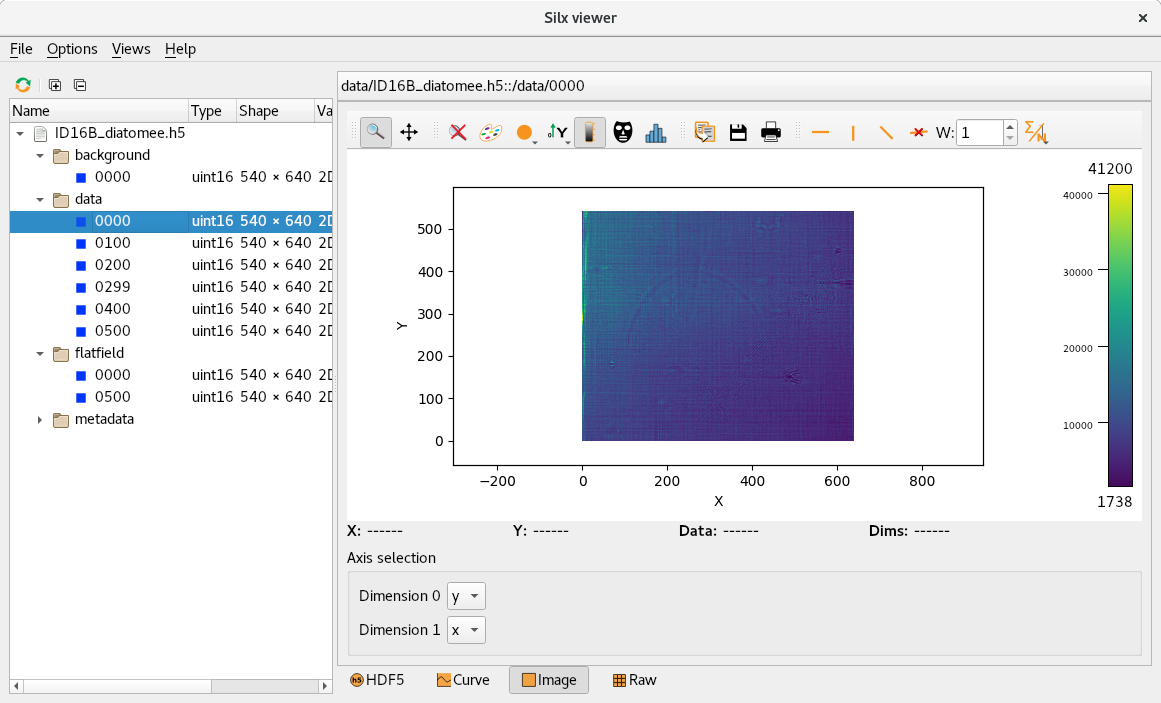 Silx viewer
File Options Views Help
data/ID16B_diatomee.h5::/data/0000
Name Type Shape Va
ID16B_diatomee.h5
background
0000 uint16 540 × 640 2D
data
0000 uint16 540 × 640 2D
0100 uint16 540 × 640 2D
0200 uint16 540 × 640 2D
0299 uint16 540 × 640 2D
0400 uint16 540 × 640 2D
0500 uint16 540 × 640 2D
flatfield
0000 uint16 540 × 640 2D
0500 uint16 540 × 640 2D
metadata
Y
W: 1
41200
40000
30000
20000
10000
1738
500
400
300
200
100
0
Y
−200 0 200 400 600 800
X
X: ------ Y: ------ Data: ------ Dims: ------
Axis selection
Dimension 0 y
Dimension 1 x
h5 HDF5 Curve Image Raw